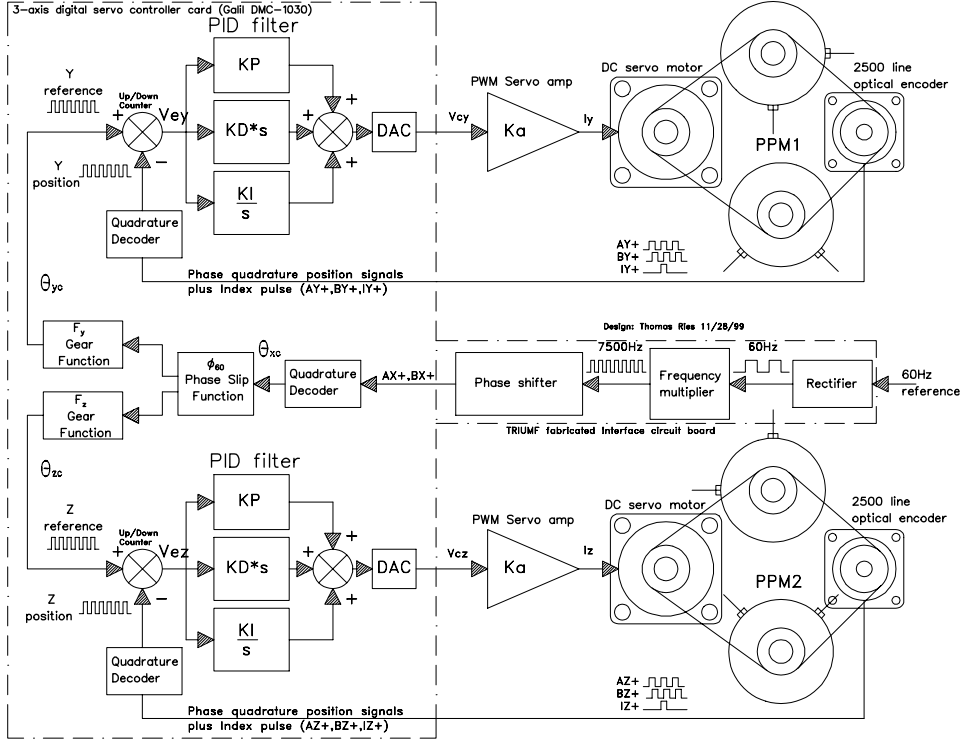 3-axis digital servo controller card (Galil DMC-1030)
PID filter
KP
KD*s
KI
s
Y
reference
Up/Down
Counter
+
Vey
−
Y
position
+
+
+
DAC
Vcy
PWM Servo amp
Ka
Iy
DC servo motor
PPM1
2500 line
optical encoder
Quadrature
Decoder
AY+
BY+
IY+
Phase quadrature position signals
plus Index pulse (AY+,BY+,IY+)
θyc
Design: Thomas Ries 11/28/99
Fy
Gear
Function
Fz
Gear
Function
ϕ60
Phase Slip
Function
θxc
Quadrature
Decoder
AX+,BX+
Phase shifter
7500Hz
Frequency
multiplier
60Hz
Rectifier
60Hz
reference
TRIUMF fabricated Interface circuit board
θzc
PID filter
KP
KD*s
KI
s
Z
reference
Up/Down
Counter
+
Vez
−
Z
position
+
+
+
DAC
Vcz
PWM Servo amp
Ka
Iz
DC servo motor
PPM2
2500 line
optical encoder
Quadrature
Decoder
AZ+
BZ+
IZ+
Phase quadrature position signals
plus Index pulse (AZ+,BZ+,IZ+)